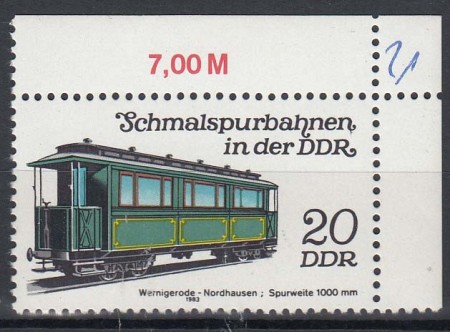 7,00 M
Schmalspurbahnen
in der DDR
20
DDR
Wernigerode - Nordhausen ; Spurweite 1000 mm
1983